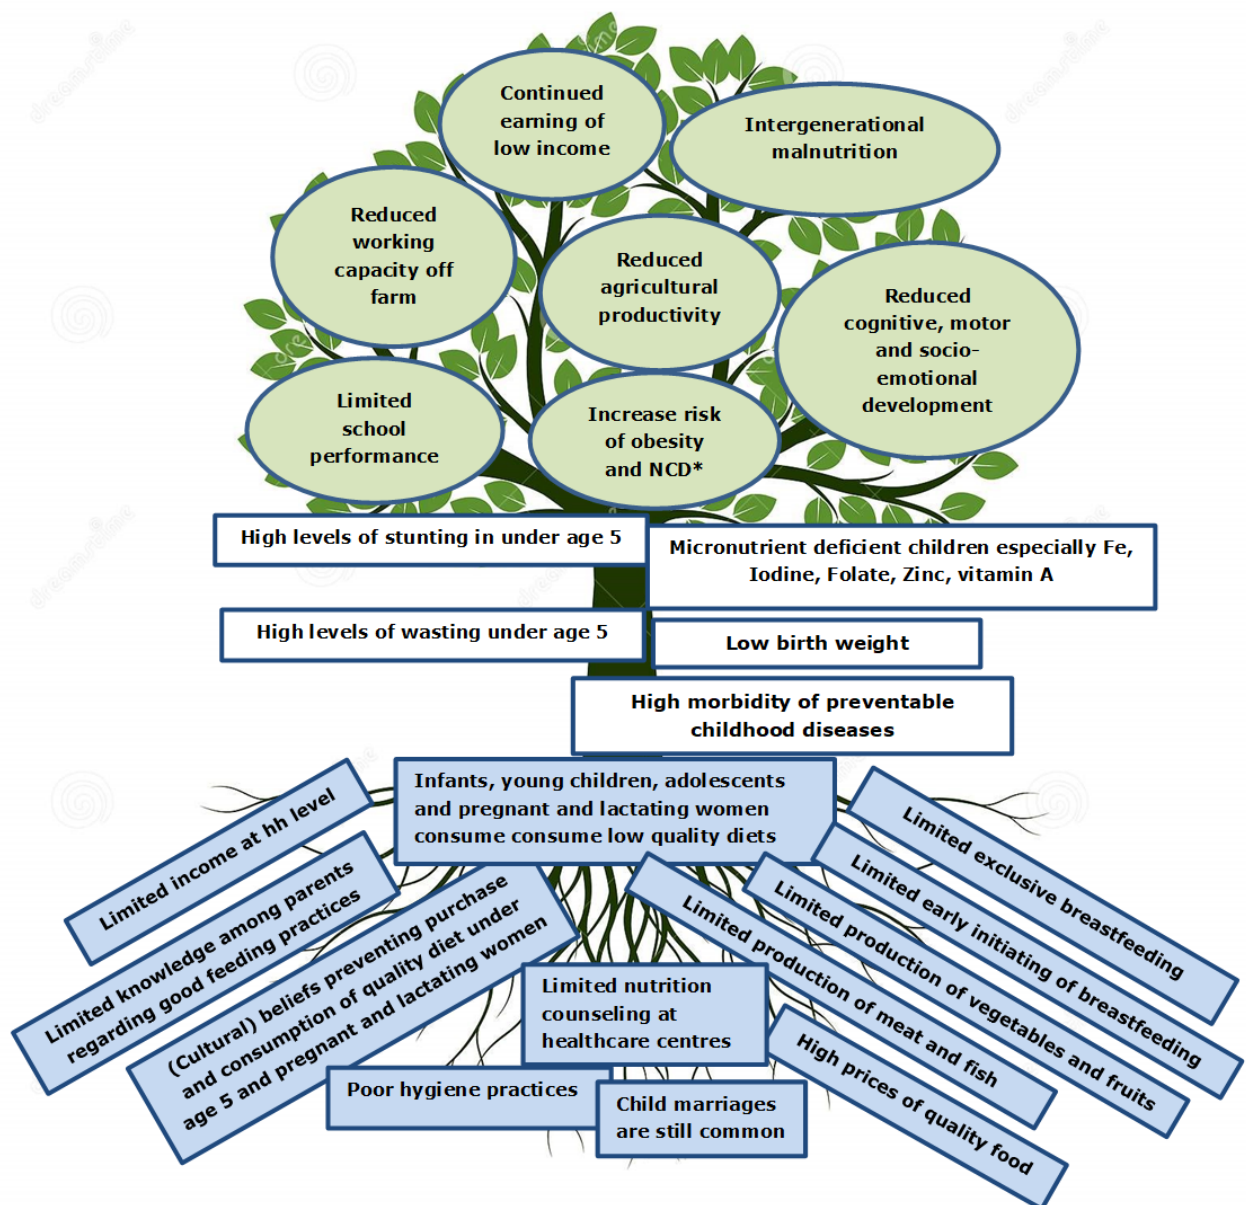 Continued
earning of
low income
Intergenerational
malnutrition
Reduced
working
capacity off
farm
Reduced
agricultural
productivity
Reduced
cognitive, motor
and socio-
emotional
development
Limited
school
performance
Increase risk
of obesity
and NCD*
High levels of stunting in under age 5
Micronutrient deficient children especially Fe,
Iodine, Folate, Zinc, vitamin A
High levels of wasting under age 5
Low birth weight
High morbidity of preventable
childhood diseases
Infants, young children, adolescents
and pregnant and lactating women
consume consume low quality diets
Limited income at hh level
Limited knowledge among parents
regarding good feeding practices
(Cultural) beliefs preventing purchase
and consumption of quality diet under
age 5 and pregnant and lactating women
Limited nutrition
counseling at
healthcare centres
Poor hygiene practices
Child marriages
are still common
High prices of quality food
Limited production of meat and fish
Limited production of vegetables and fruits
Limited early initiating of breastfeeding
Limited exclusive breastfeeding
dreamstime
dreamstime
dreamstime
dreamstime